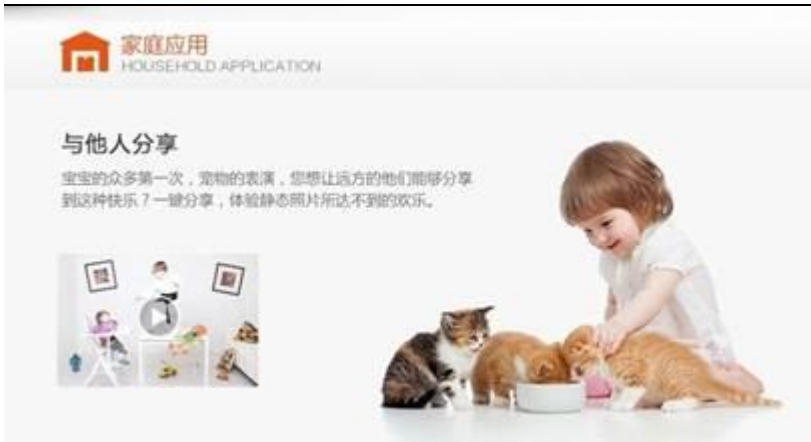 家庭应用
HOUSEHOLD APPLICATION
与他人分享
宝宝的众多第一次，宠物的表演，您想让远方的他们能够分享
到这种快乐？一键分享，体验静态照片所达不到的欢乐。